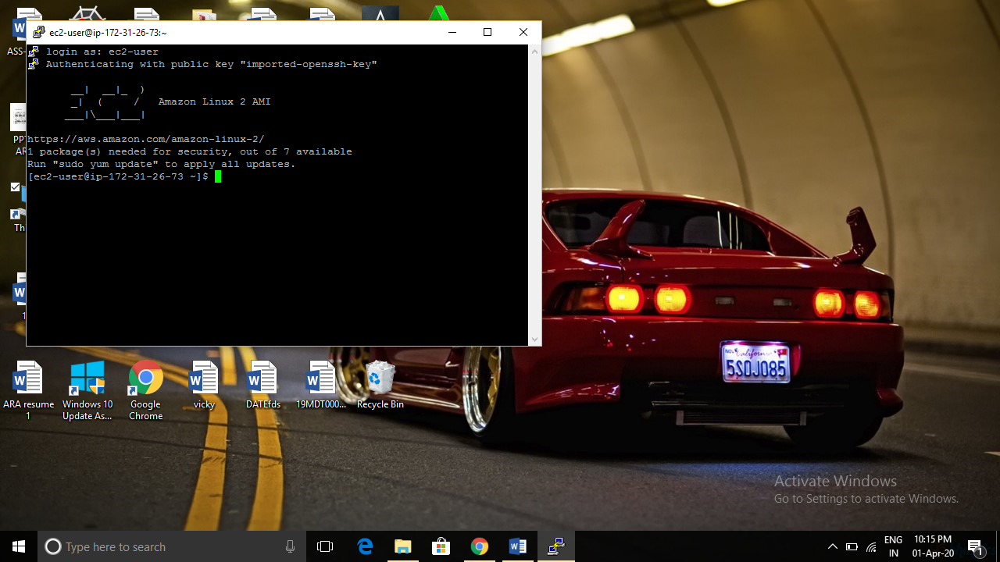 ASS-
ec2-user@ip-172-31-26-73:~
login as: ec2-user
Authenticating with public key "imported-openssh-key"
__|  __|_  )
_|  (     /   Amazon Linux 2 AMI
___|\___|___|
https://aws.amazon.com/amazon-linux-2/
1 package(s) needed for security, out of 7 available
Run "sudo yum update" to apply all updates.
[ec2-user@ip-172-31-26-73 ~]$
PP
AR
Th
1
California
5SOJ085
ARA resume
1
Windows 10
Update As...
Google
Chrome
vicky
DATEfds
19MDT000...
Recycle Bin
Activate Windows
Go to Settings to activate Windows.
Type here to search
ENG
IN
10:15 PM
01-Apr-20
1